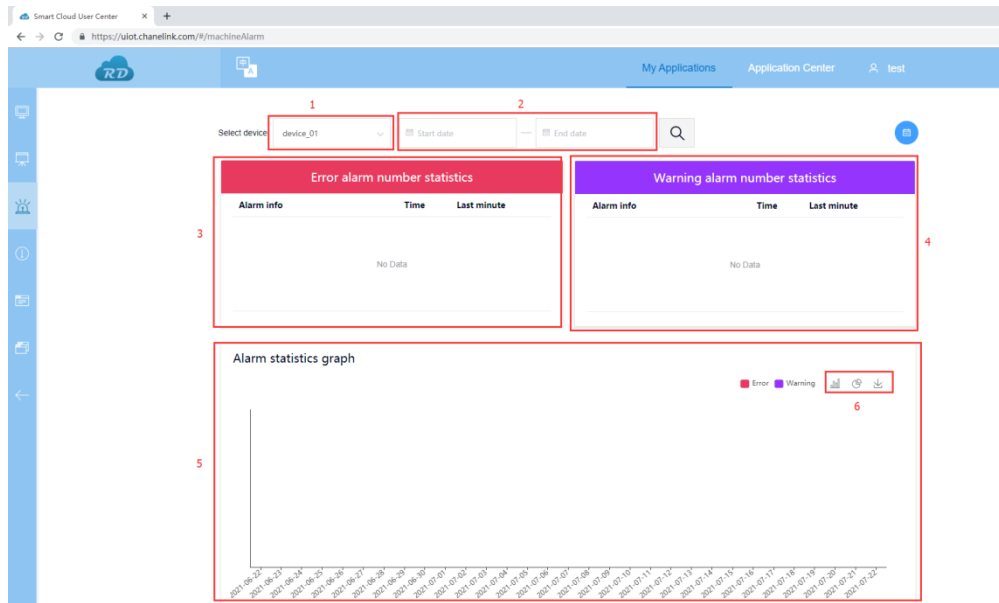 Smart Cloud User Center × +
https://uiot.chanelink.com/#/machineAlarm
RD
中 A
My Applications Application Center test
1 2
Select device device_01 Start date — End date
Error alarm number statistics
Alarm info Time Last minute
No Data
3
Warning alarm number statistics
Alarm info Time Last minute
No Data
4
Alarm statistics graph
Error Warning
6
5
2021-06-22 2021-06-23 2021-06-24 2021-06-25 2021-06-26 2021-06-27 2021-06-28 2021-06-29 2021-06-30 2021-07-01 2021-07-02 2021-07-03 2021-07-04 2021-07-05 2021-07-06 2021-07-07 2021-07-08 2021-07-09 2021-07-10 2021-07-11 2021-07-12 2021-07-13 2021-07-14 2021-07-15 2021-07-16 2021-07-17 2021-07-18 2021-07-19 2021-07-20 2021-07-21 2021-07-22